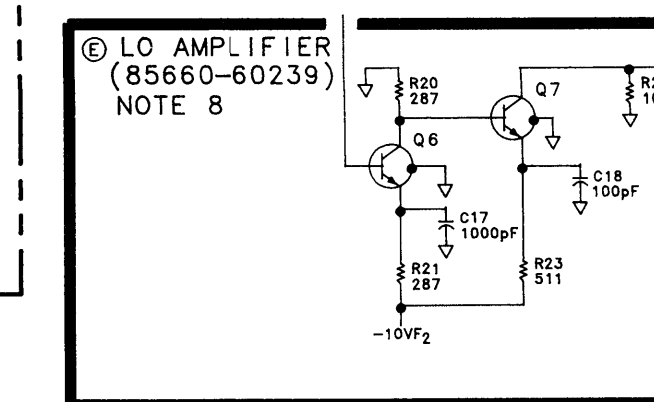 Ⓔ LO AMPLIFIER
(85660-60239)
NOTE 8
R20
287
Q7
Q6
C18
100pF
C17
1000pF
R21
287
R23
511
-10VF2